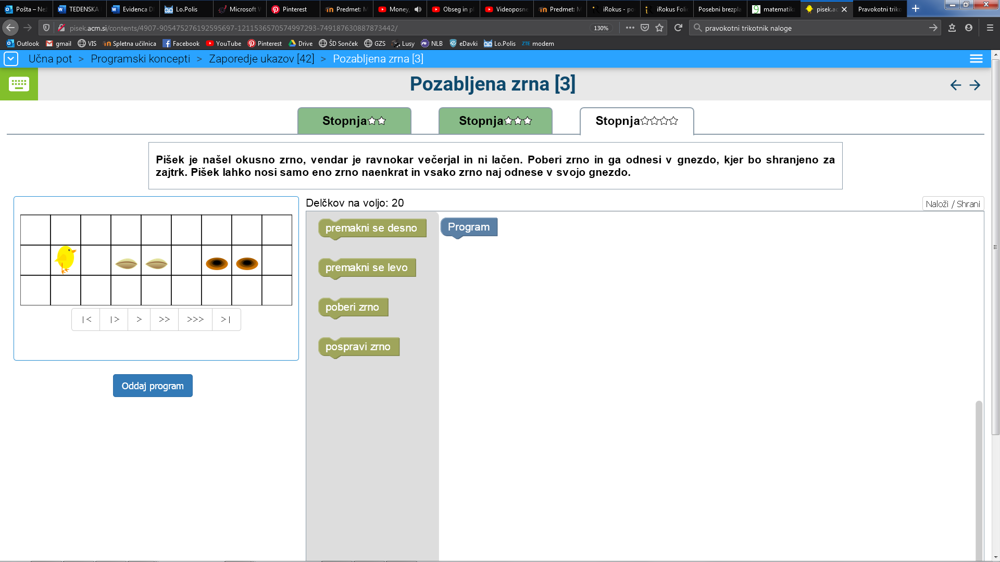 Pošta – Než
TEDENSKA
Evidenca D
Lo.Polis
Microsoft W
Pinterest
Predmet: M
Money,
Obseg in pl
Videoposne
Predmet: M
iRokus - po
iRokus Foli
Posebni brezpla
matematika
pisek.ac
Pravokotni triko
pisek.acm.si/contents/4907-905475276192595697-1211536570574997293-749187630887873442/
130%
pravokotni trikotnik naloge
Outlook
gmail
VIS
Spletna učilnica
Facebook
YouTube
Pinterest
Drive
ŠD Sonček
GZS
Lusy
NLB
eDavki
Lo.Polis
ZTE modem
Učna pot > Programski koncepti > Zaporedje ukazov [42] > Pozabljena zrna [3]
Pozabljena zrna [3]
Stopnja
Stopnja
Stopnja
Pišek je našel okusno zrno, vendar je ravnokar večerjal in ni lačen. Poberi zrno in ga odnesi v gnezdo, kjer bo shranjeno za
zajtrk. Pišek lahko nosi samo eno zrno naenkrat in vsako zrno naj odnese v svojo gnezdo.
Delčkov na voljo: 20
Naloži / Shrani
premakni se desno
Program
premakni se levo
poberi zrno
pospravi zrno
|< |> > >> >>> >|
Oddaj program